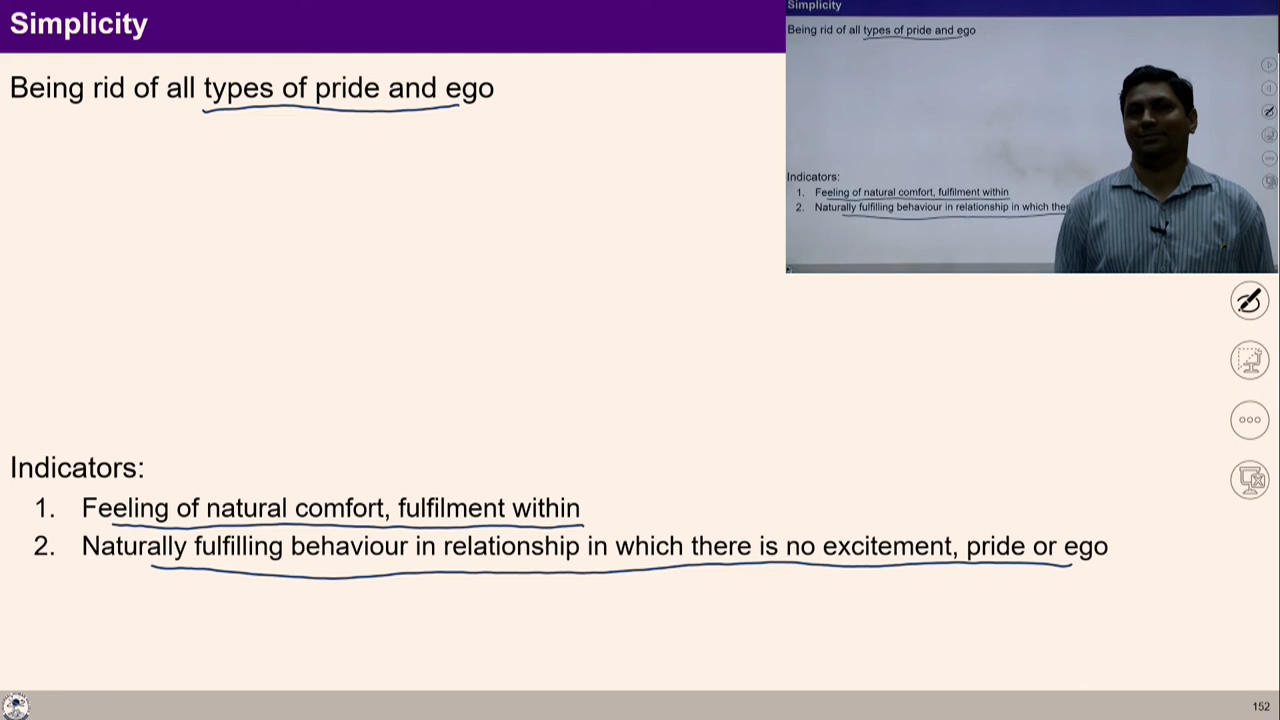 Simplicity
Being rid of all types of pride and ego
Indicators:
1. Feeling of natural comfort, fulfilment within
2. Naturally fulfilling behaviour in relationship in which there is no excitement, pride or ego
152
Simplicity
Being rid of all types of pride and ego
Indicators:
1. Feeling of natural comfort, fulfilment within
2. Naturally fulfilling behaviour in relationship in which